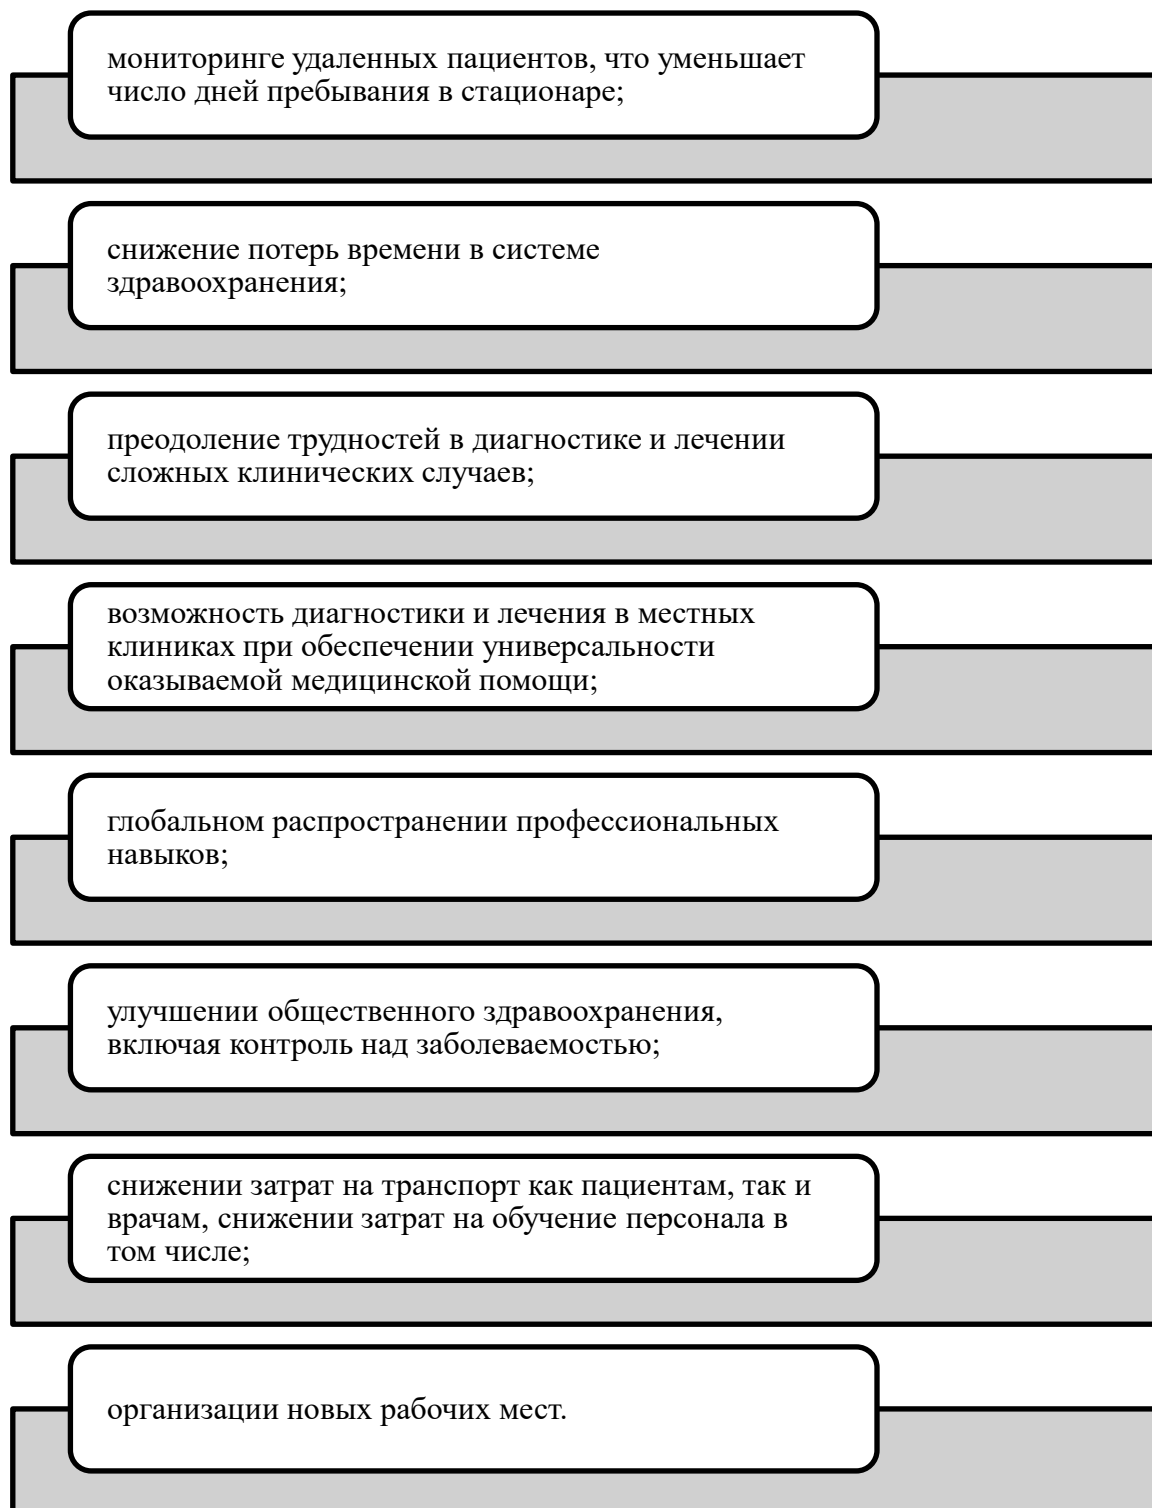 мониторинге удаленных пациентов, что уменьшает
число дней пребывания в стационаре;
снижение потерь времени в системе
здравоохранения;
преодоление трудностей в диагностике и лечении
сложных клинических случаев;
возможность диагностики и лечения в местных
клиниках при обеспечении универсальности
оказываемой медицинской помощи;
глобальном распространении профессиональных
навыков;
улучшении общественного здравоохранения,
включая контроль над заболеваемостью;
снижении затрат на транспорт как пациентам, так и
врачам, снижении затрат на обучение персонала в
том числе;
организации новых рабочих мест.